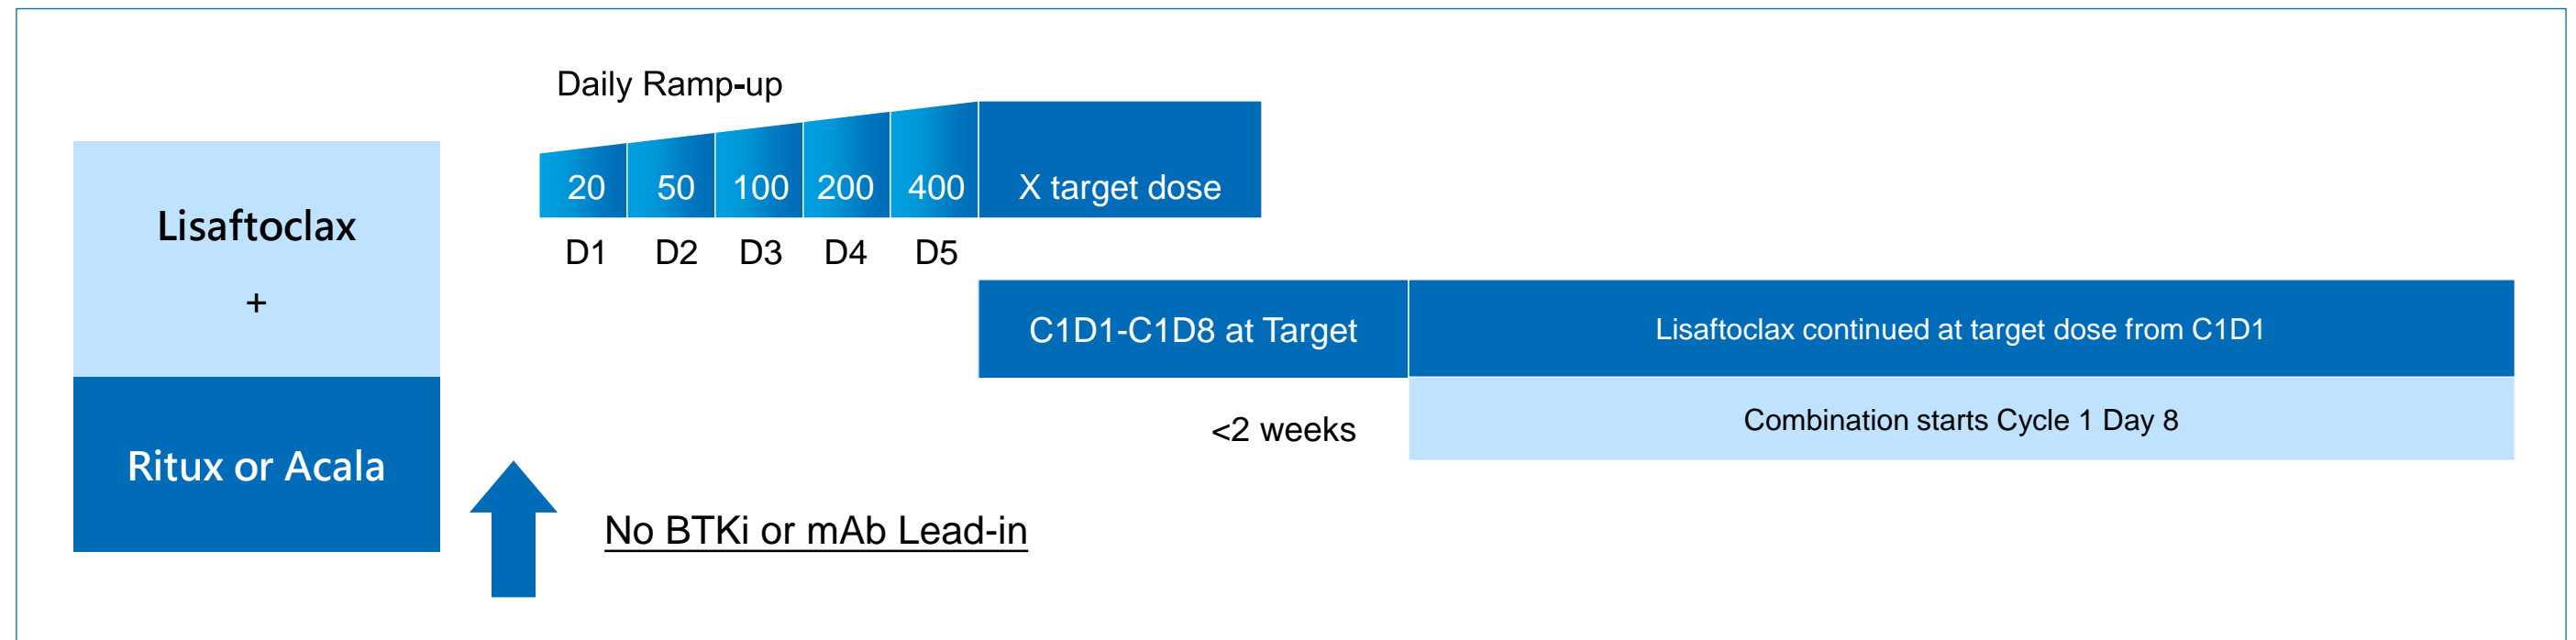 Daily Ramp-up
20 50 100 200 400 X target dose
D1 D2 D3 D4 D5
Lisaftoclax
+
Ritux or Acala
C1D1-C1D8 at Target
Lisaftoclax continued at target dose from C1D1
<2 weeks
Combination starts Cycle 1 Day 8
No BTKi or mAb Lead-in